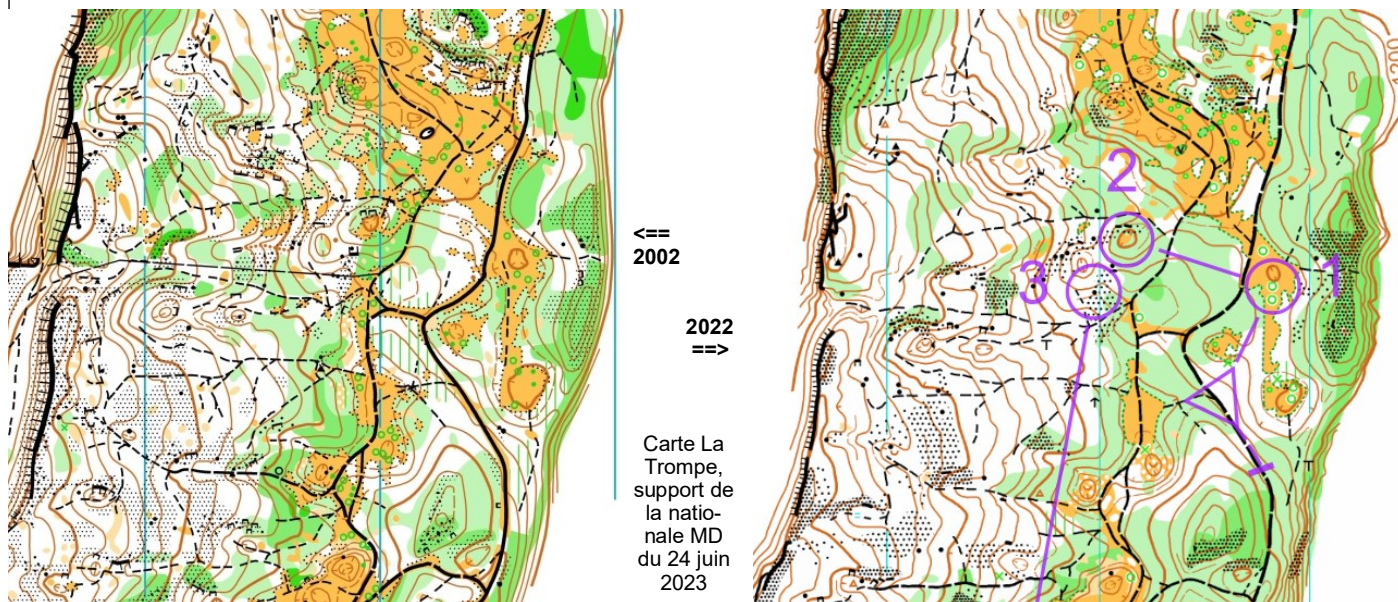 <==
2002
2022
==>
Carte La
Trompe,
support de
la natio-
nale MD
du 24 juin
2023
2
3
1